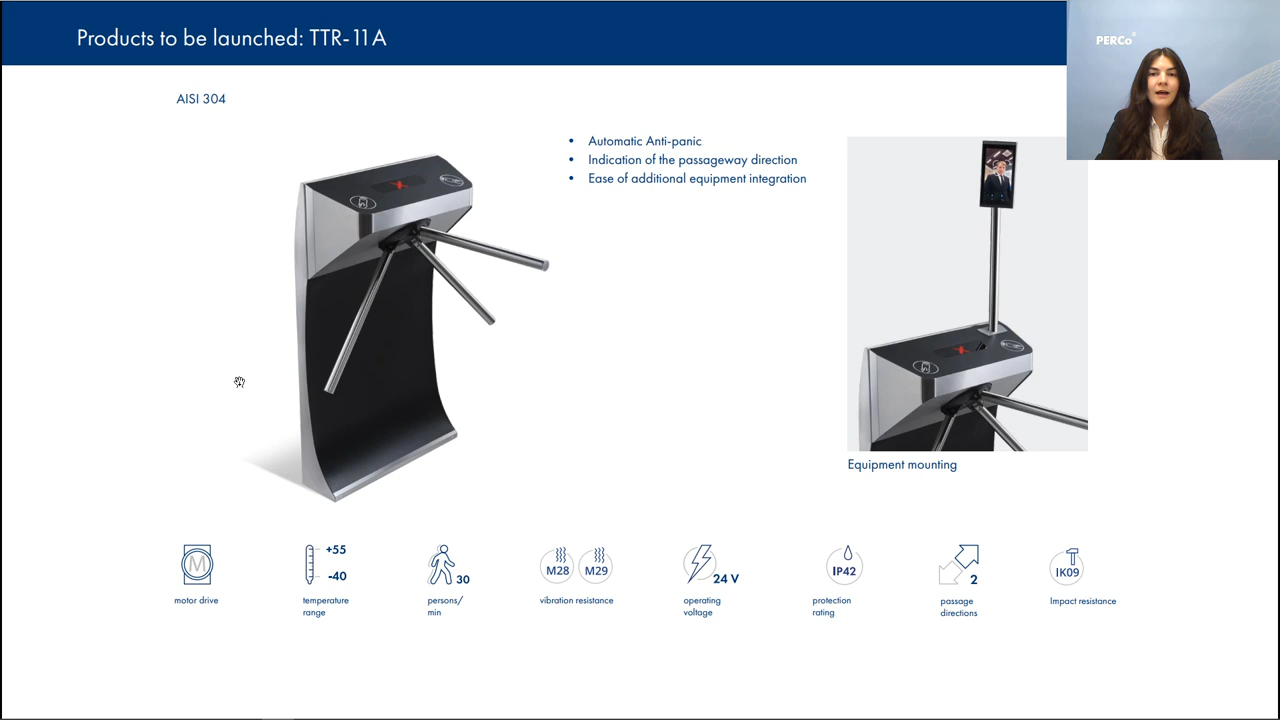 Products to be launched: TTR-11A
PERCo®
AISI 304
• Automatic Anti-panic
• Indication of the passageway direction
• Ease of additional equipment integration
Equipment mounting
M
motor drive
+55
-40
temperature
range
30
persons/
min
M28 M29
vibration resistance
24 V
operating
voltage
IP42
protection
rating
2
passage
directions
IK09
Impact resistance